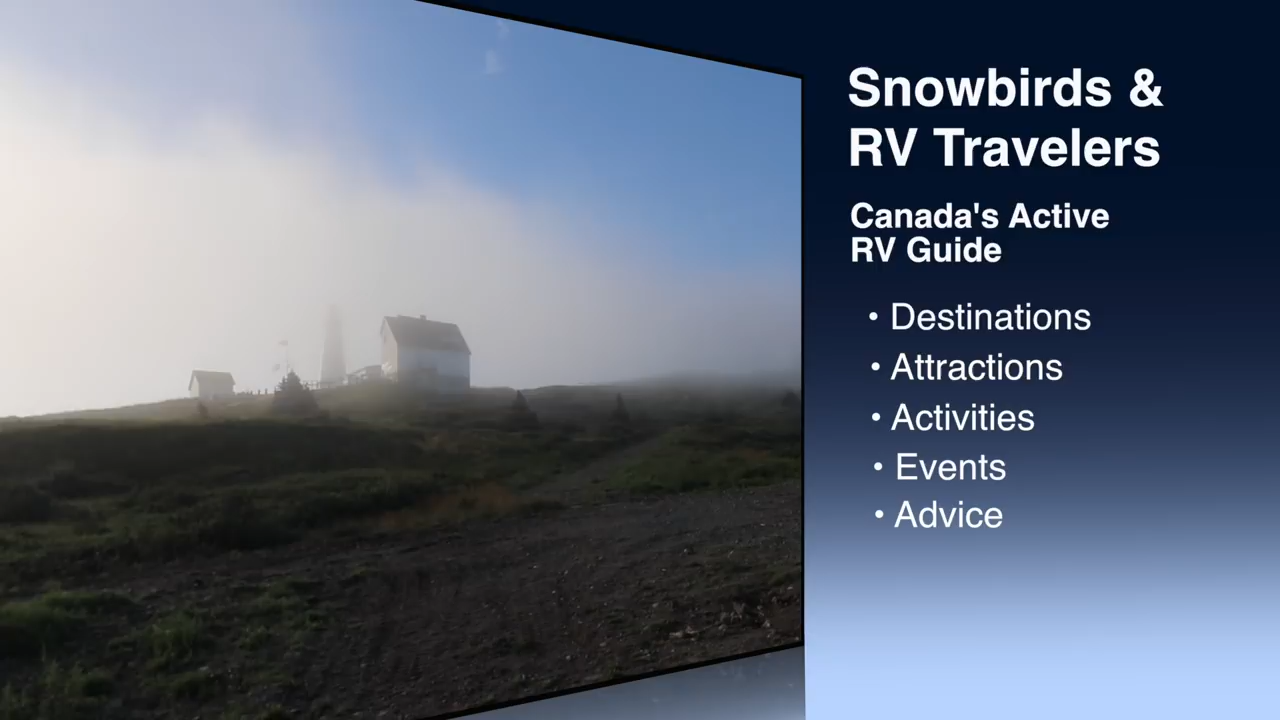 Snowbirds &
RV Travelers
Canada's Active
RV Guide
• Destinations
• Attractions
• Activities
• Events
• Advice